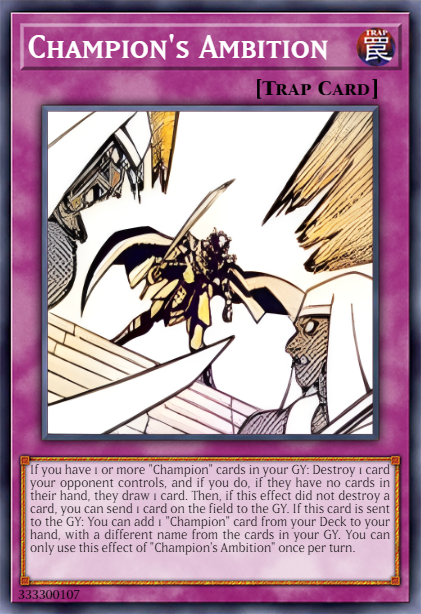 Champion's Ambition
TRAP
罠
[Trap Card]
If you have 1 or more "Champion" cards in your GY: Destroy 1 card
your opponent controls, and if you do, if they have no cards in
their hand, they draw 1 card. Then, if this effect did not destroy a
card, you can send 1 card on the field to the GY. If this card is sent
to the GY: You can add 1 "Champion" card from your Deck to your
hand, with a different name from the cards in your GY. You can
only use this effect of "Champion's Ambition" once per turn.
333300107